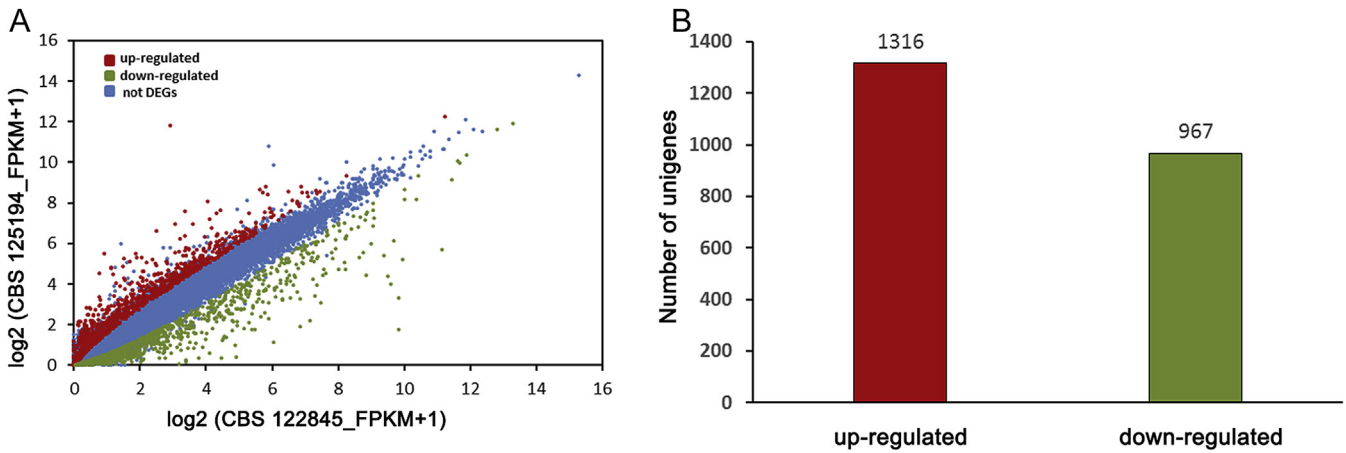 A
16
14
12
10
8
6
4
2
0
log2 (CBS 125194_FPKM+1)
up-regulated
down-regulated
not DEGs
0 2 4 6 8 10 12 14 16
log2 (CBS 122845_FPKM+1)
B
1400
1200
1000
800
600
400
200
0
Number of unigenes
1316
967
up-regulated down-regulated